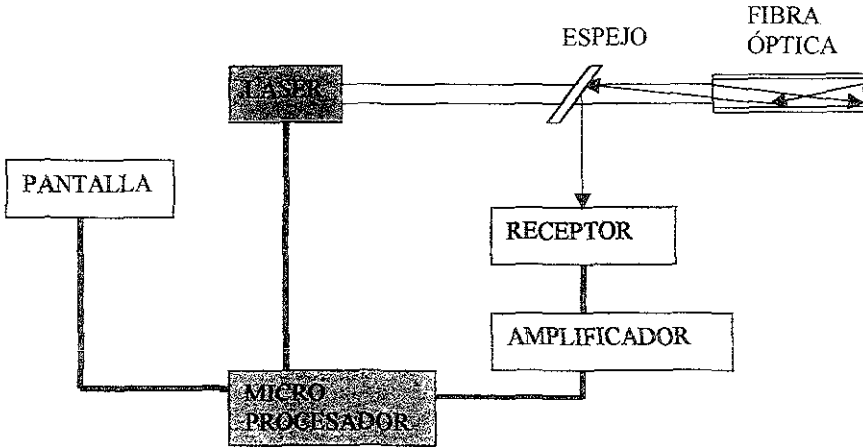 ESPEJO
FIBRA
ÓPTICA
LASER
PANTALLA
RECEPTOR
AMPLIFICADOR
MICRO
PROCESADOR